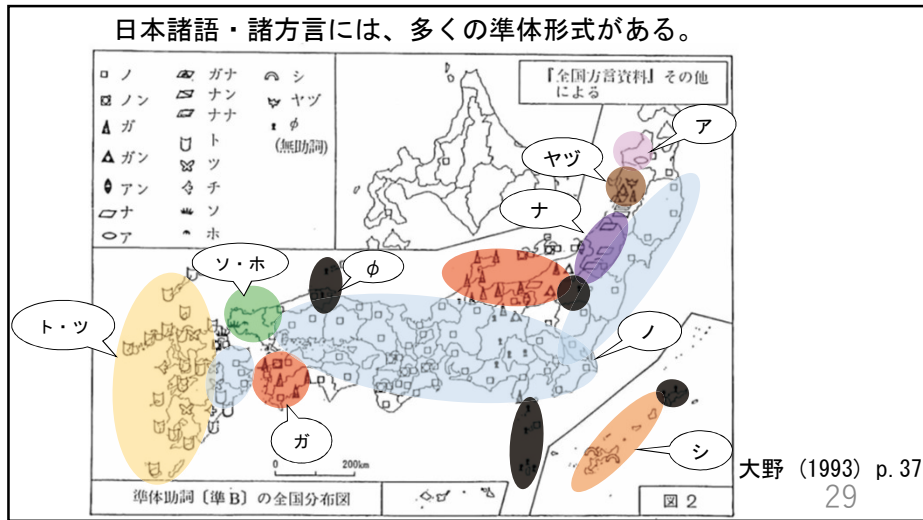 日本諸語・諸方言には、多くの準体形式がある。
ノ
ノン
ガ
ガン
アン
ナ
ア
ガナ
ナン
ナナ
ト
ツ
チ
ソ
ホ
シ
ヤヅ
φ
(無助詞)
『全国方言資料』その他
による
ア
ヤヅ
ナ
ソ・ホ
φ
ト・ツ
ノ
ガ
シ
0 200km
準体助詞〔準B〕の全国分布図
図2
大野 (1993) p.37
29